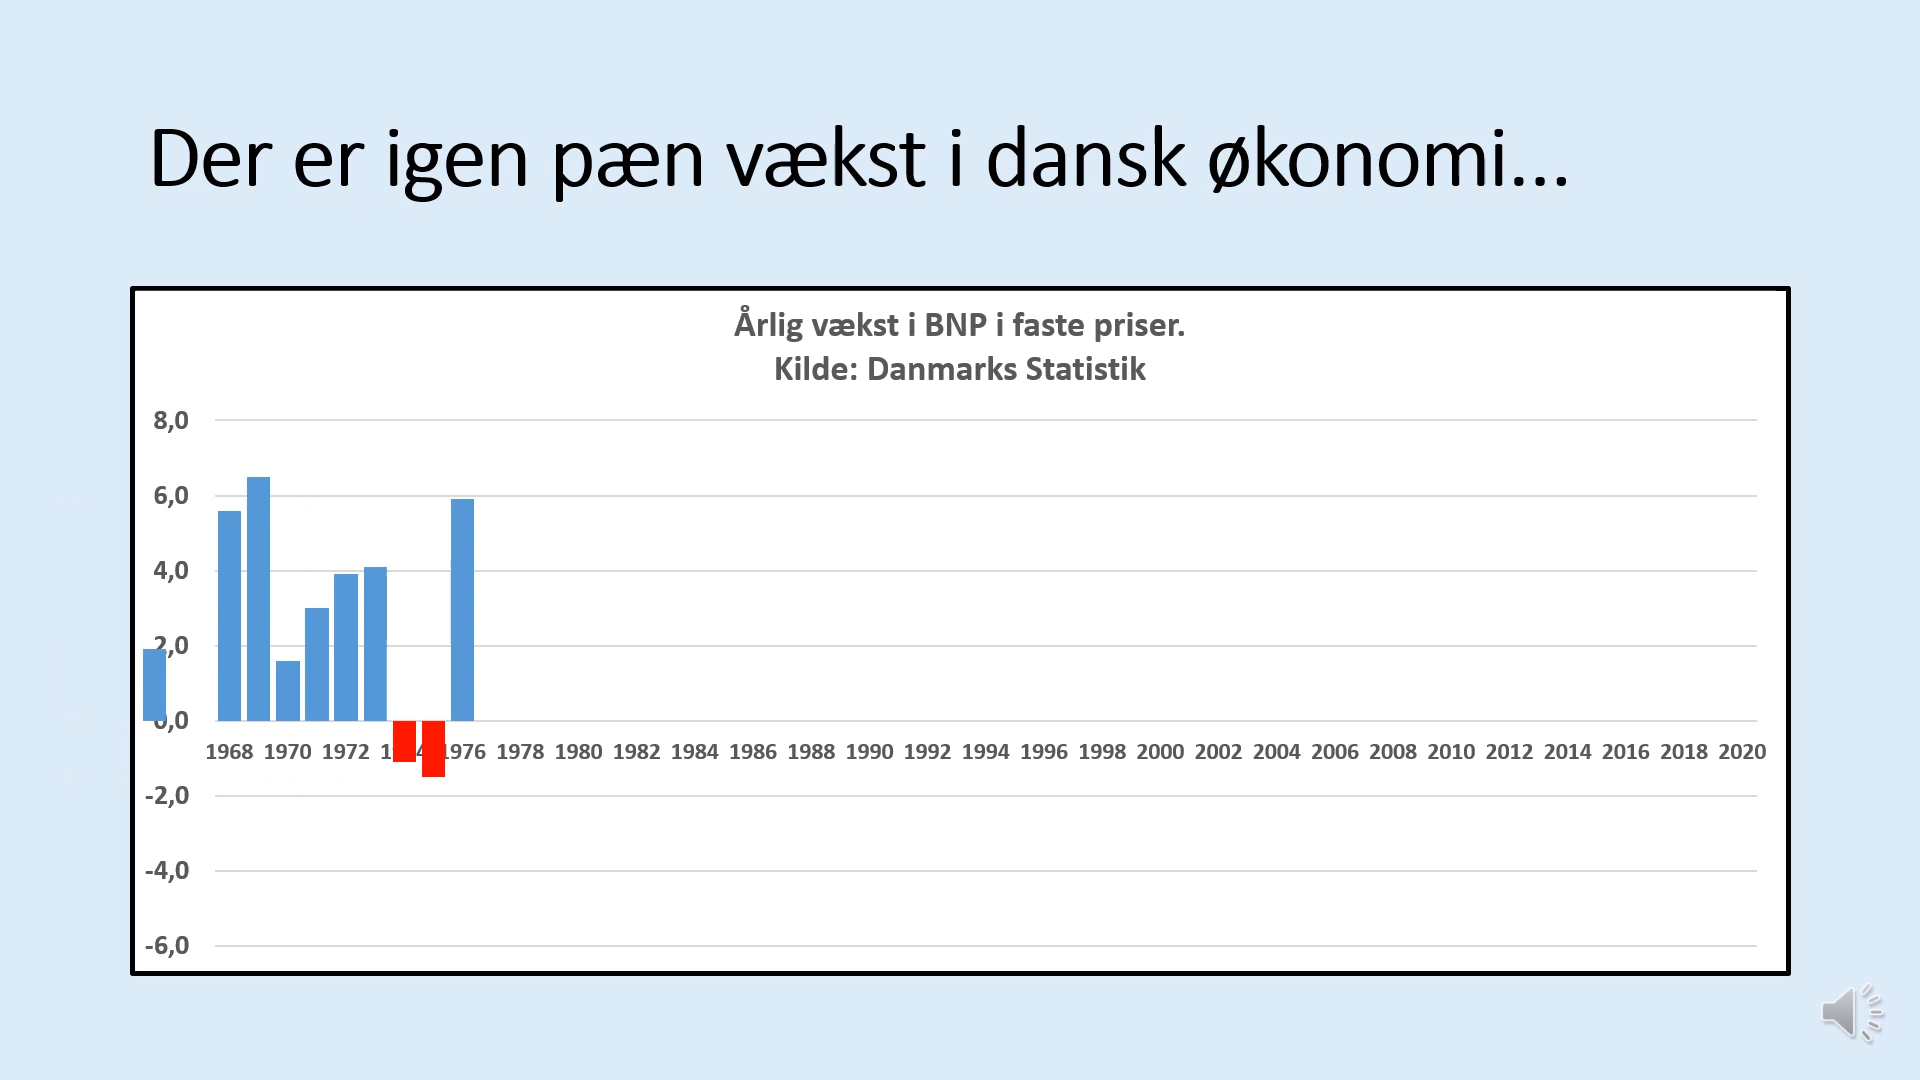 Der er igen pæn vækst i dansk økonomi...
Årlig vækst i BNP i faste priser.
Kilde: Danmarks Statistik
8,0
6,0
4,0
2,0
0,0
-2,0
-4,0
-6,0
1968 1970 1972 1976 1978 1980 1982 1984 1986 1988 1990 1992 1994 1996 1998 2000 2002 2004 2006 2008 2010 2012 2014 2016 2018 2020